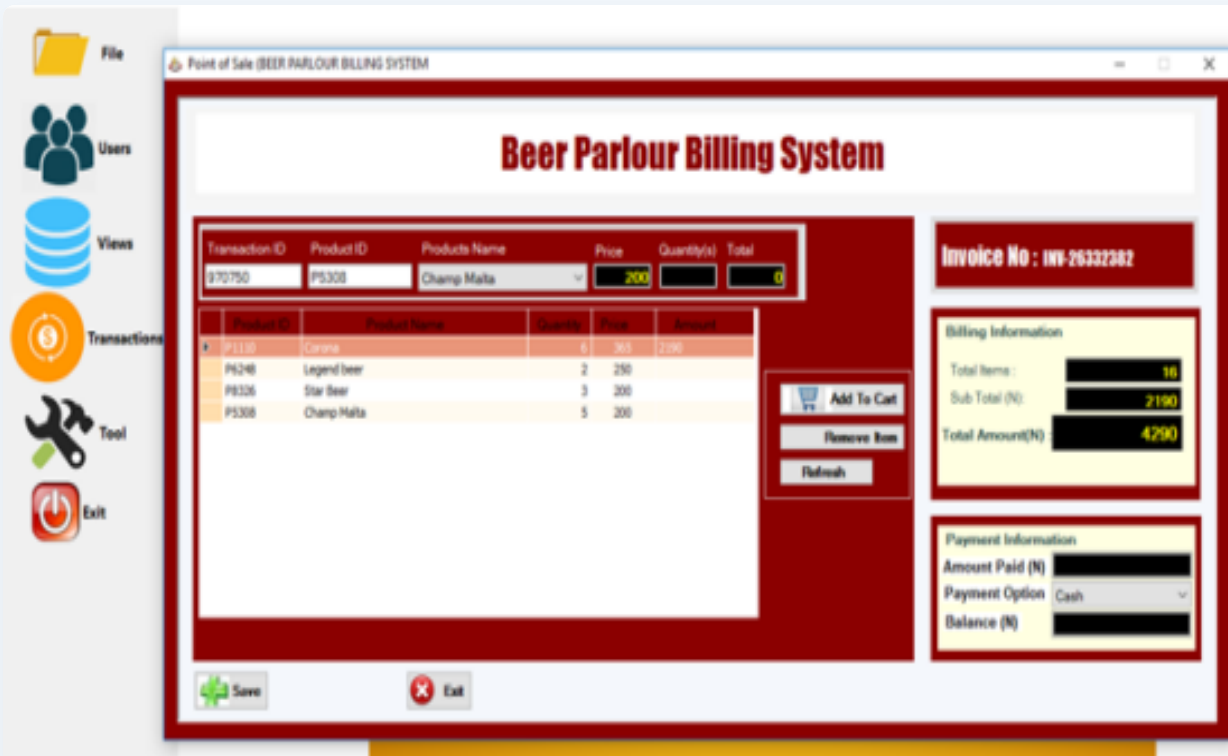 File
Users
Views
Transactions
Tool
Exit
Point of Sale (BEER PARLOUR BILLING SYSTEM
Beer Parlour Billing System
Transaction ID Product ID Products Name Price Quantity(s) Total
970750 P5308 Champ Malta 200 0
Product ID Product Name Quantity Price Amount
P1110 Corona 6 365 2190
P6248 Legend beer 2 250
P8326 Star Beer 3 200
P5308 Champ Malta 5 200
Add To Cart
Remove Item
Refresh
Save
Exit
Invoice No : INV-26332382
Billing Information
Total Items : 16
Sub Total (N): 2190
Total Amount(N) : 4290
Payment Information
Amount Paid (N)
Payment Option Cash
Balance (N)